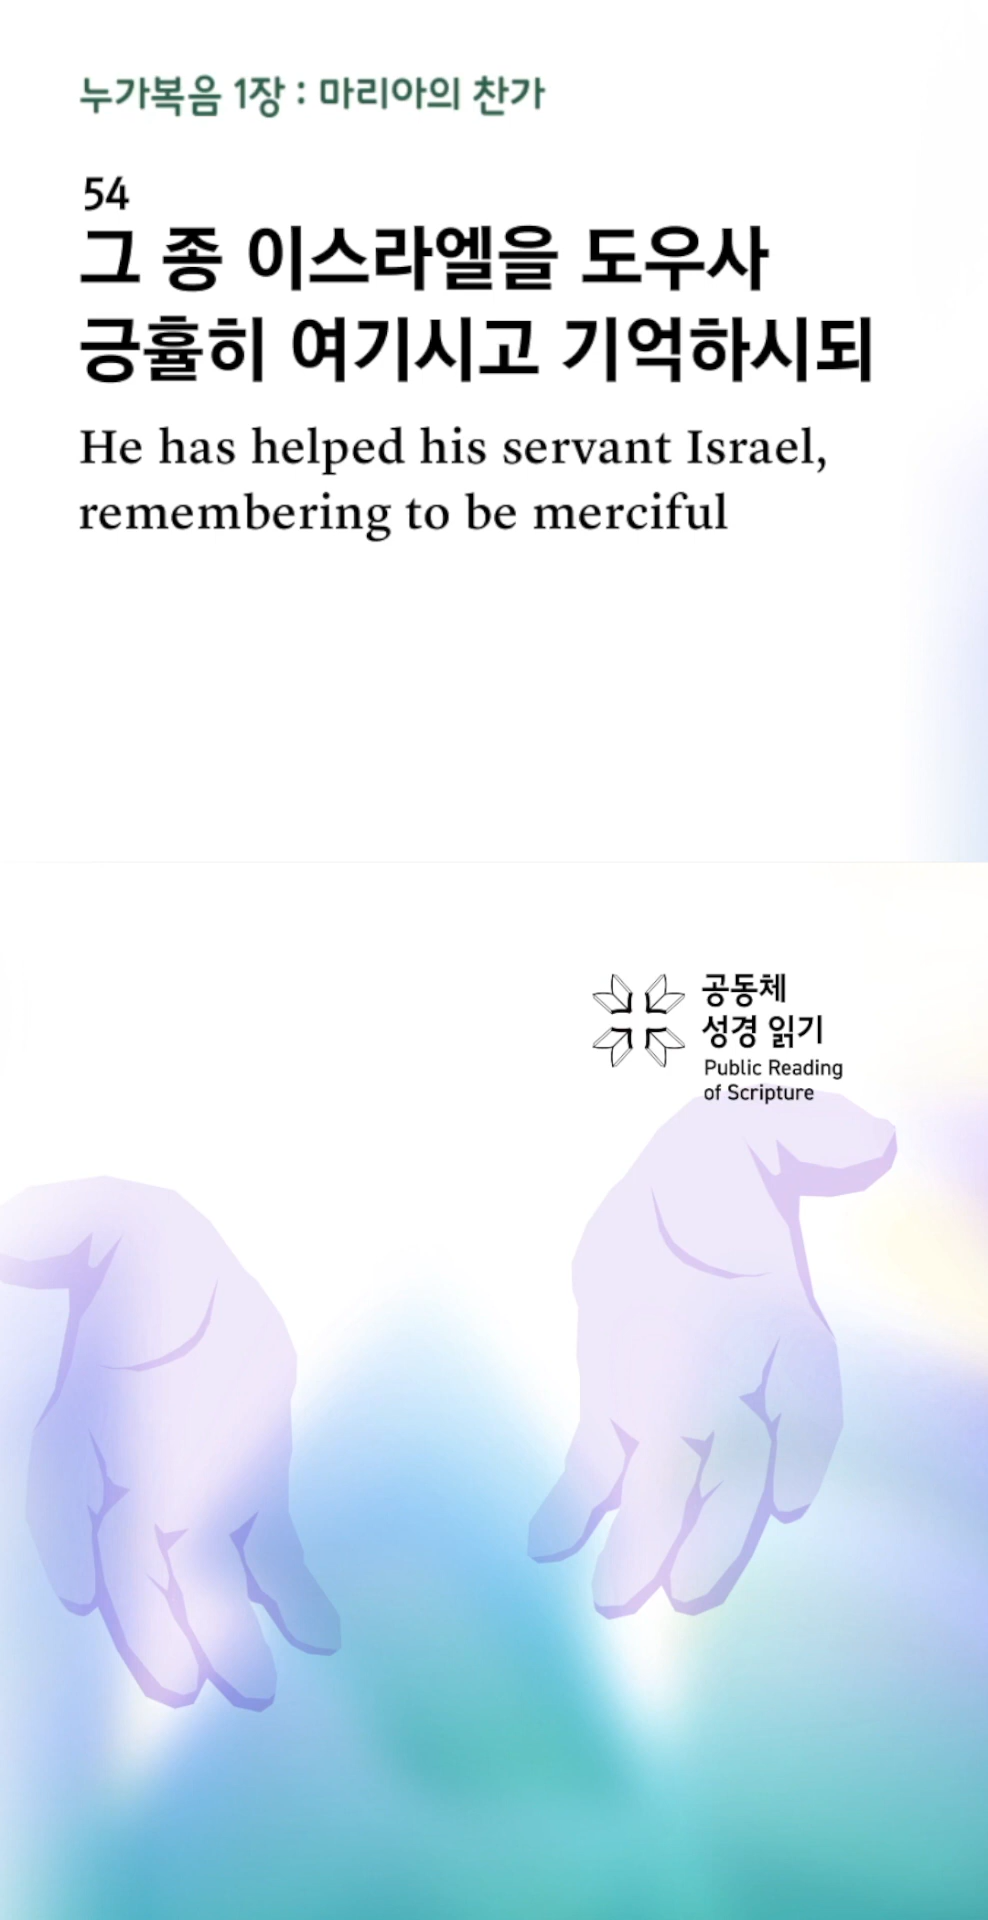 누가복음 1장 : 마리아의 찬가
54
그 종 이스라엘을 도우사
긍휼히 여기시고 기억하시되
He has helped his servant Israel,
remembering to be merciful
공동체
성경 읽기
Public Reading
of Scripture